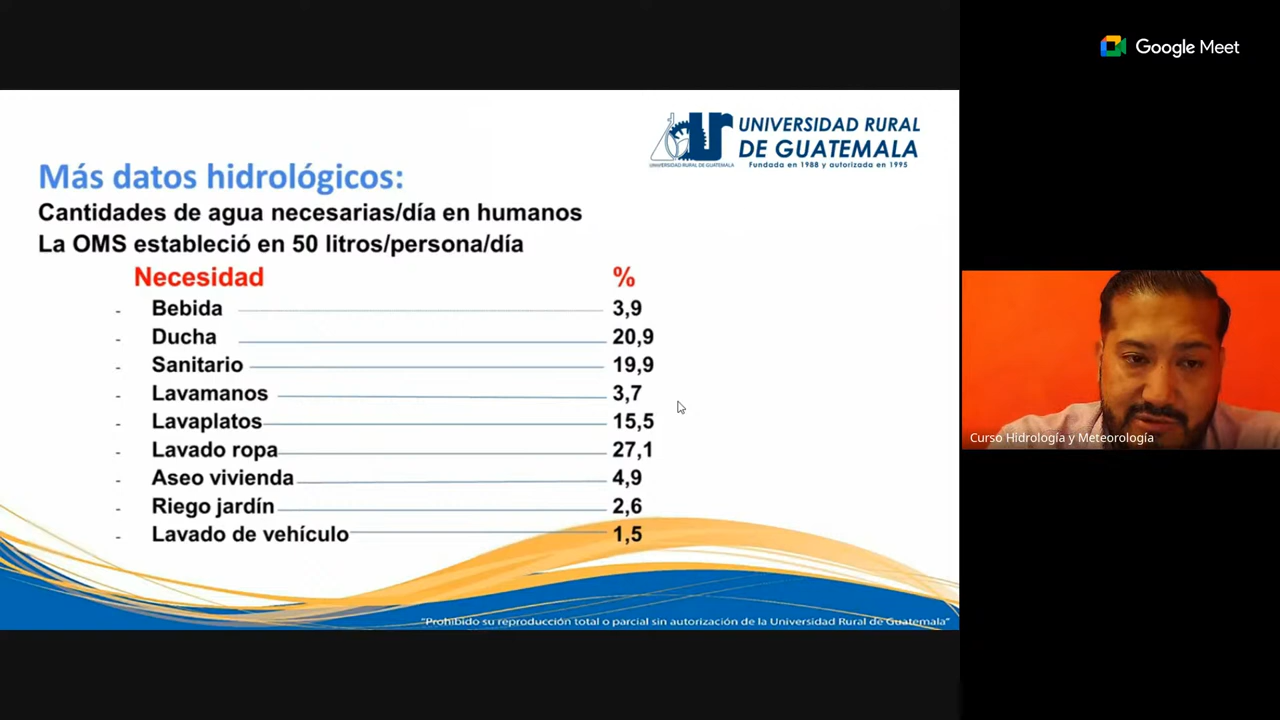 Google Meet
UNIVERSIDAD RURAL
DE GUATEMALA
Fundada en 1988 y autorizada en 1995
UNIVERSIDAD RURAL DE GUATEMALA
Más datos hidrológicos:
Cantidades de agua necesarias/día en humanos
La OMS estableció en 50 litros/persona/día
Necesidad %
- Bebida 3,9
- Ducha 20,9
- Sanitario 19,9
- Lavamanos 3,7
- Lavaplatos 15,5
- Lavado ropa 27,1
- Aseo vivienda 4,9
- Riego jardín 2,6
- Lavado de vehículo 1,5
"Prohibido su reproducción total o parcial sin autorización de la Universidad Rural de Guatemala"
Curso Hidrología y Meteorología